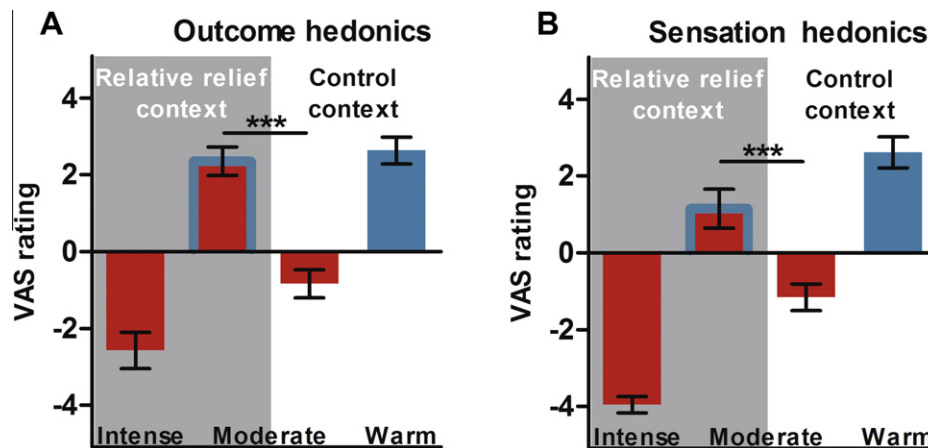 A
Outcome hedonics
Relative relief
context
Control
context
***
VAS rating
4
2
0
-2
-4
Intense
Moderate
Warm
B
Sensation hedonics
Relative relief
context
Control
context
***
VAS rating
4
2
0
-2
-4
Intense
Moderate
Warm